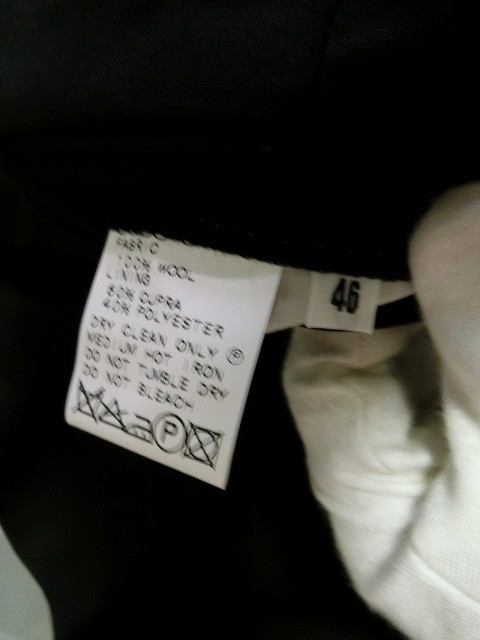 FABRIC
100% WOOL
LINING
60% CUPRA
40% POLYESTER
DRY CLEAN ONLY Ⓟ
MEDIUM HOT IRON
DO NOT TUMBLE DRY
DO NOT BLEACH
P
46